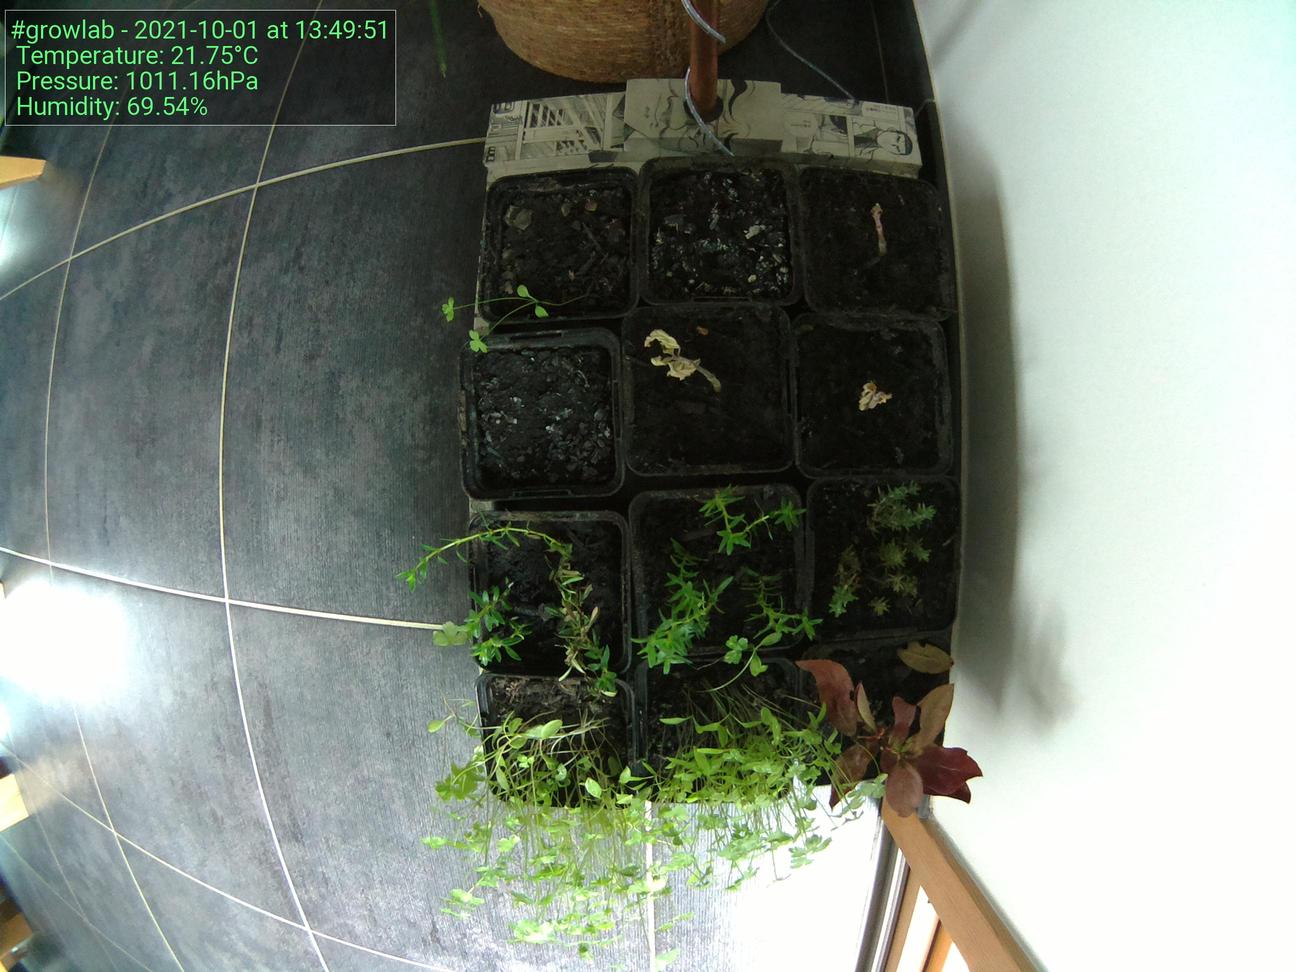 #growlab - 2021-10-01 at 13:49:51
Temperature: 21.75°C
Pressure: 1011.16hPa
Humidity: 69.54%